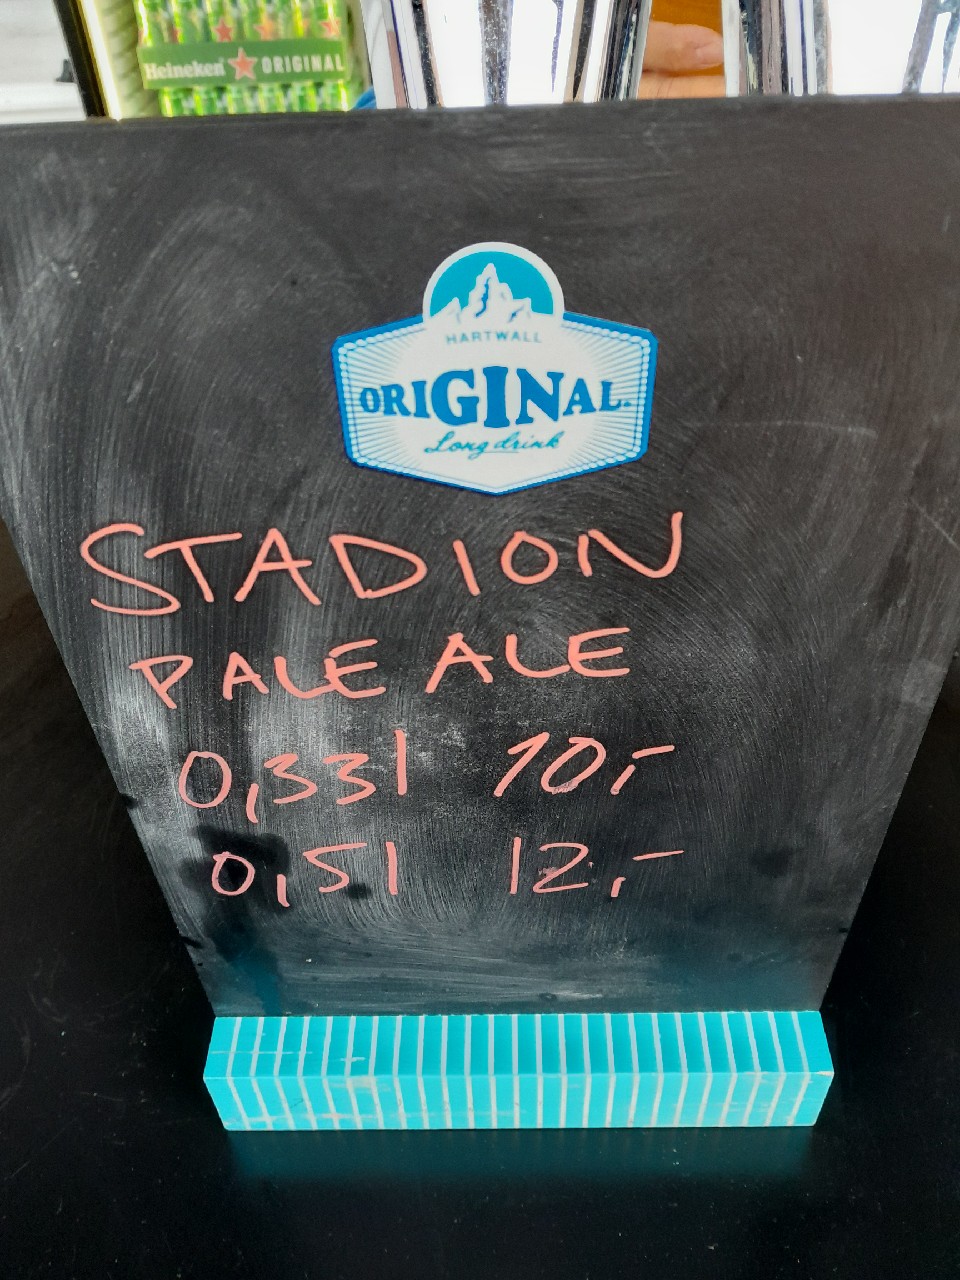 Heineken ORIGINAL
HARTWALL
ORIGINAL.
Long drink
STADION
PALE ALE
0,33l 10,-
0,5l 12,-